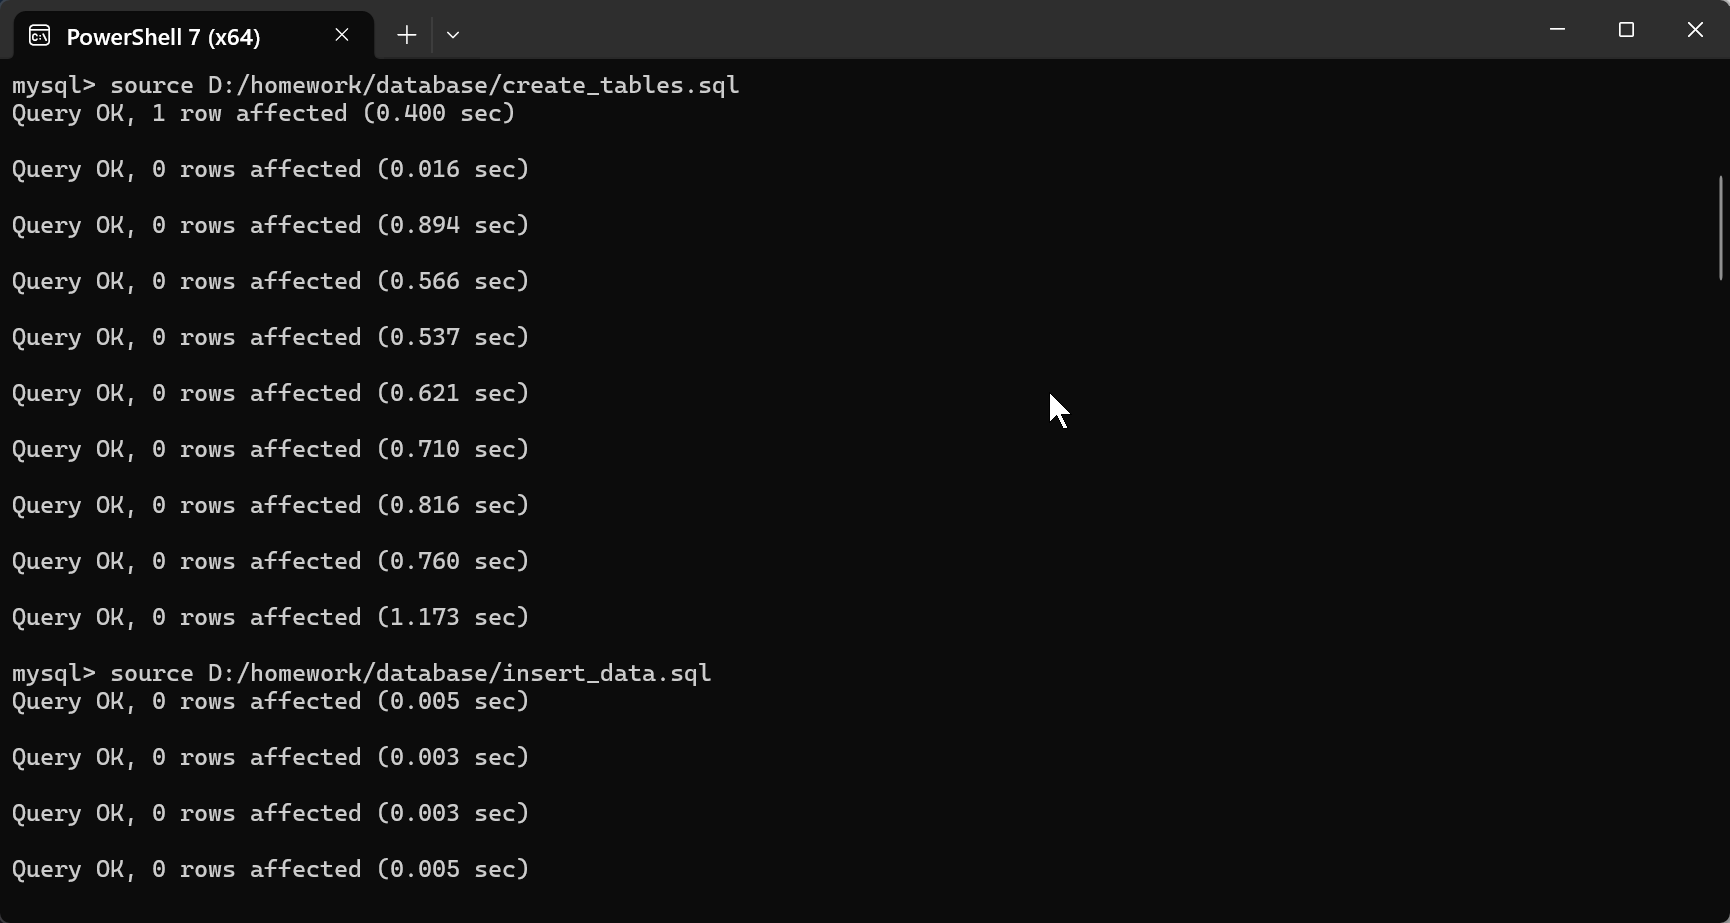 PowerShell 7 (x64)
mysql> source D:/homework/database/create_tables.sql
Query OK, 1 row affected (0.400 sec)
Query OK, 0 rows affected (0.016 sec)
Query OK, 0 rows affected (0.894 sec)
Query OK, 0 rows affected (0.566 sec)
Query OK, 0 rows affected (0.537 sec)
Query OK, 0 rows affected (0.621 sec)
Query OK, 0 rows affected (0.710 sec)
Query OK, 0 rows affected (0.816 sec)
Query OK, 0 rows affected (0.760 sec)
Query OK, 0 rows affected (1.173 sec)
mysql> source D:/homework/database/insert_data.sql
Query OK, 0 rows affected (0.005 sec)
Query OK, 0 rows affected (0.003 sec)
Query OK, 0 rows affected (0.003 sec)
Query OK, 0 rows affected (0.005 sec)